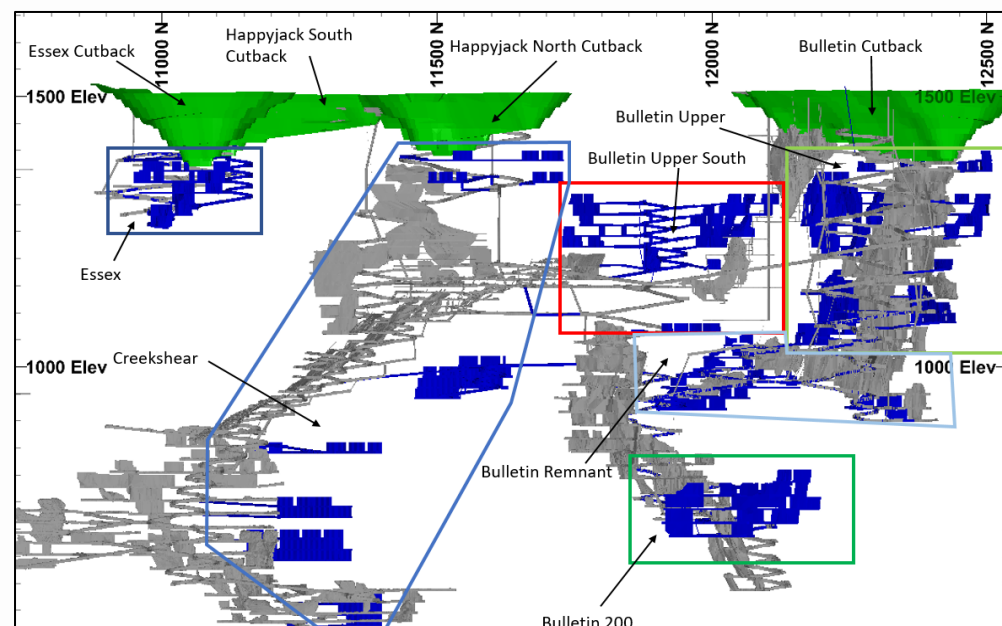 11000 N
11500 N
12000 N
12500 N
Essex Cutback
Happyjack South
Cutback
Happyjack North Cutback
Bulletin Cutback
1500 Elev
1500 Elev
Bulletin Upper
Bulletin Upper South
Essex
Creekshear
1000 Elev
1000 Elev
Bulletin Remnant
Bulletin 200